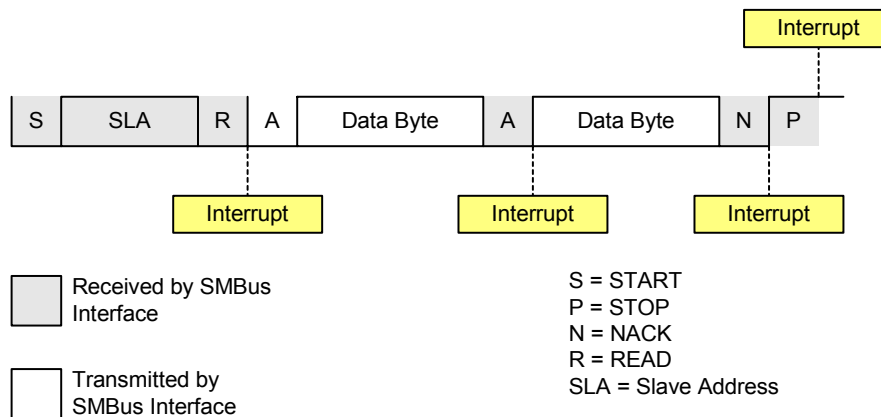 Interrupt
S SLA R A Data Byte A Data Byte N P
Interrupt Interrupt Interrupt
Received by SMBus
Interface
Transmitted by
SMBus Interface
S = START
P = STOP
N = NACK
R = READ
SLA = Slave Address